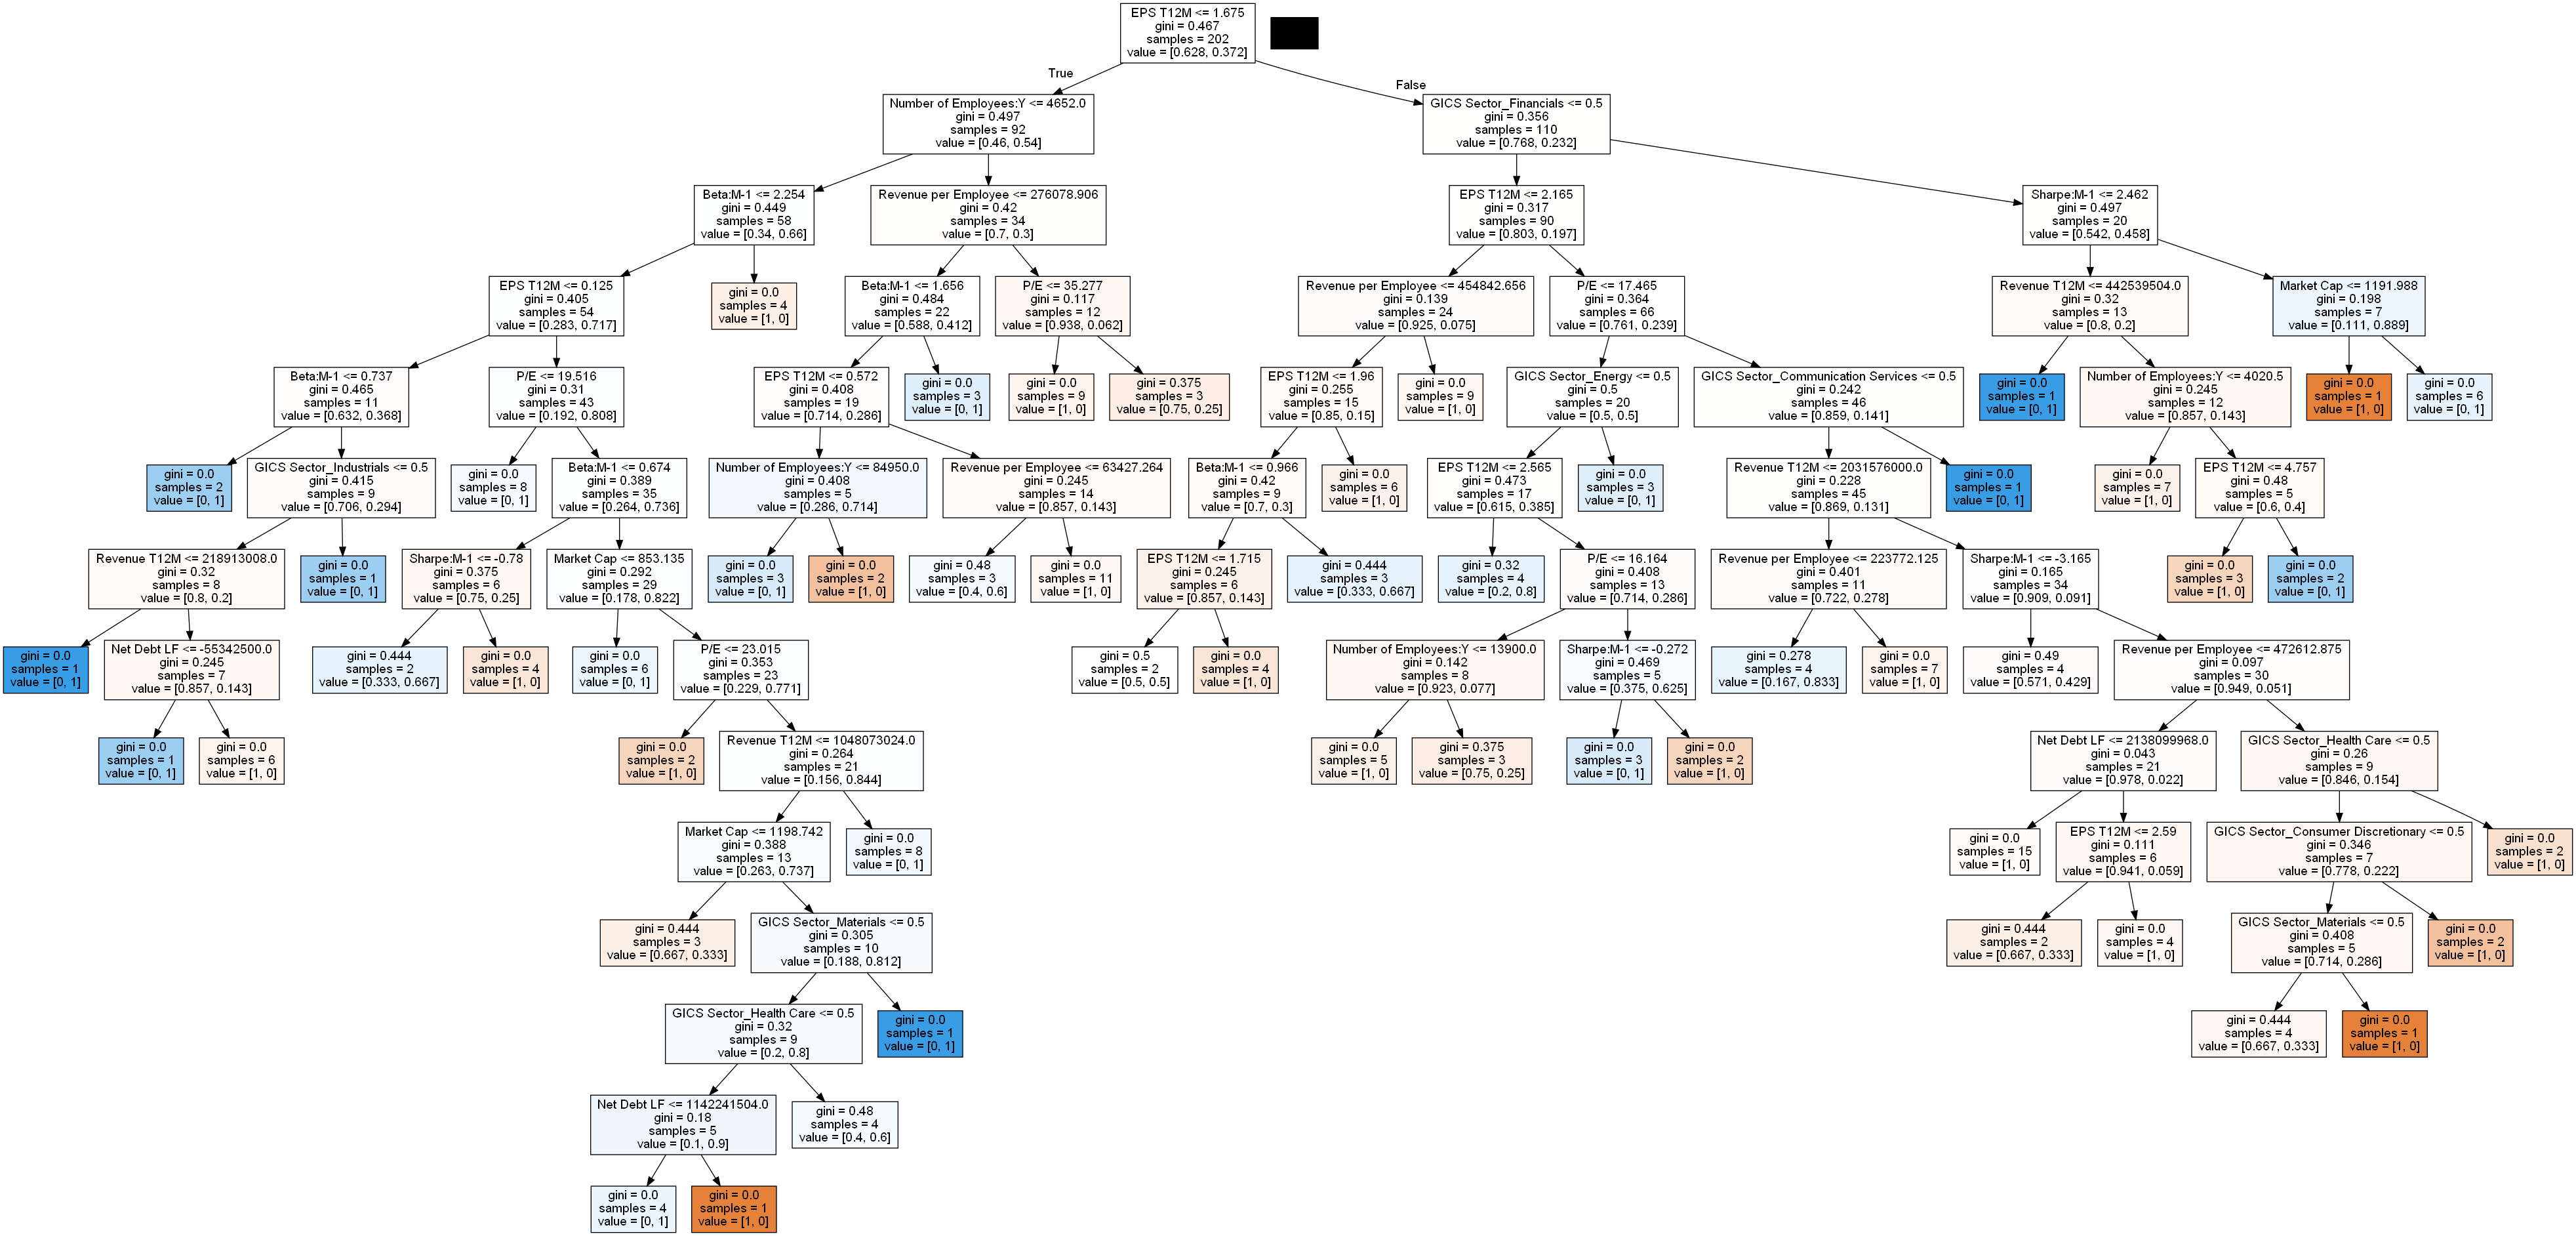 EPS T12M <= 1.675
gini = 0.467
samples = 202
value = [0.628, 0.372]
True
False
Number of Employees:Y <= 4652.0
gini = 0.497
samples = 92
value = [0.46, 0.54]
GICS Sector_Financials <= 0.5
gini = 0.356
samples = 110
value = [0.768, 0.232]
Beta:M-1 <= 2.254
gini = 0.449
samples = 58
value = [0.34, 0.66]
Revenue per Employee <= 276078.906
gini = 0.42
samples = 34
value = [0.7, 0.3]
EPS T12M <= 2.165
gini = 0.317
samples = 90
value = [0.803, 0.197]
Sharpe:M-1 <= 2.462
gini = 0.497
samples = 20
value = [0.542, 0.458]
EPS T12M <= 0.125
gini = 0.405
samples = 54
value = [0.283, 0.717]
gini = 0.0
samples = 4
value = [1, 0]
Beta:M-1 <= 1.656
gini = 0.484
samples = 22
value = [0.588, 0.412]
P/E <= 35.277
gini = 0.117
samples = 12
value = [0.938, 0.062]
Revenue per Employee <= 454842.656
gini = 0.139
samples = 24
value = [0.925, 0.075]
P/E <= 17.465
gini = 0.364
samples = 66
value = [0.761, 0.239]
Revenue T12M <= 442539504.0
gini = 0.32
samples = 13
value = [0.8, 0.2]
Market Cap <= 1191.988
gini = 0.198
samples = 7
value = [0.111, 0.889]
Beta:M-1 <= 0.737
gini = 0.465
samples = 11
value = [0.632, 0.368]
P/E <= 19.516
gini = 0.31
samples = 43
value = [0.192, 0.808]
EPS T12M <= 0.572
gini = 0.408
samples = 19
value = [0.714, 0.286]
gini = 0.0
samples = 3
value = [0, 1]
gini = 0.0
samples = 9
value = [1, 0]
gini = 0.375
samples = 3
value = [0.75, 0.25]
EPS T12M <= 1.96
gini = 0.255
samples = 15
value = [0.85, 0.15]
gini = 0.0
samples = 9
value = [1, 0]
GICS Sector_Energy <= 0.5
gini = 0.5
samples = 20
value = [0.5, 0.5]
GICS Sector_Communication Services <= 0.5
gini = 0.242
samples = 46
value = [0.859, 0.141]
gini = 0.0
samples = 1
value = [0, 1]
Number of Employees:Y <= 4020.5
gini = 0.245
samples = 12
value = [0.857, 0.143]
gini = 0.0
samples = 1
value = [1, 0]
gini = 0.0
samples = 6
value = [0, 1]
gini = 0.0
samples = 2
value = [0, 1]
GICS Sector_Industrials <= 0.5
gini = 0.415
samples = 9
value = [0.706, 0.294]
gini = 0.0
samples = 8
value = [0, 1]
Beta:M-1 <= 0.674
gini = 0.389
samples = 35
value = [0.264, 0.736]
Number of Employees:Y <= 84950.0
gini = 0.408
samples = 5
value = [0.286, 0.714]
Revenue per Employee <= 63427.264
gini = 0.245
samples = 14
value = [0.857, 0.143]
Beta:M-1 <= 0.966
gini = 0.42
samples = 9
value = [0.7, 0.3]
gini = 0.0
samples = 6
value = [1, 0]
EPS T12M <= 2.565
gini = 0.473
samples = 17
value = [0.615, 0.385]
gini = 0.0
samples = 3
value = [0, 1]
Revenue T12M <= 2031576000.0
gini = 0.228
samples = 45
value = [0.869, 0.131]
gini = 0.0
samples = 1
value = [0, 1]
gini = 0.0
samples = 7
value = [1, 0]
EPS T12M <= 4.757
gini = 0.48
samples = 5
value = [0.6, 0.4]
Revenue T12M <= 218913008.0
gini = 0.32
samples = 8
value = [0.8, 0.2]
gini = 0.0
samples = 1
value = [0, 1]
Sharpe:M-1 <= -0.78
gini = 0.375
samples = 6
value = [0.75, 0.25]
Market Cap <= 853.135
gini = 0.292
samples = 29
value = [0.178, 0.822]
gini = 0.0
samples = 3
value = [0, 1]
gini = 0.0
samples = 2
value = [1, 0]
gini = 0.48
samples = 3
value = [0.4, 0.6]
gini = 0.0
samples = 11
value = [1, 0]
EPS T12M <= 1.715
gini = 0.245
samples = 6
value = [0.857, 0.143]
gini = 0.444
samples = 3
value = [0.333, 0.667]
gini = 0.32
samples = 4
value = [0.2, 0.8]
P/E <= 16.164
gini = 0.408
samples = 13
value = [0.714, 0.286]
Revenue per Employee <= 223772.125
gini = 0.401
samples = 11
value = [0.722, 0.278]
Sharpe:M-1 <= -3.165
gini = 0.165
samples = 34
value = [0.909, 0.091]
gini = 0.0
samples = 3
value = [1, 0]
gini = 0.0
samples = 2
value = [0, 1]
gini = 0.0
samples = 1
value = [0, 1]
Net Debt LF <= -55342500.0
gini = 0.245
samples = 7
value = [0.857, 0.143]
gini = 0.444
samples = 2
value = [0.333, 0.667]
gini = 0.0
samples = 4
value = [1, 0]
gini = 0.0
samples = 6
value = [0, 1]
P/E <= 23.015
gini = 0.353
samples = 23
value = [0.229, 0.771]
gini = 0.5
samples = 2
value = [0.5, 0.5]
gini = 0.0
samples = 4
value = [1, 0]
Number of Employees:Y <= 13900.0
gini = 0.142
samples = 8
value = [0.923, 0.077]
Sharpe:M-1 <= -0.272
gini = 0.469
samples = 5
value = [0.375, 0.625]
gini = 0.278
samples = 4
value = [0.167, 0.833]
gini = 0.0
samples = 7
value = [1, 0]
gini = 0.49
samples = 4
value = [0.571, 0.429]
Revenue per Employee <= 472612.875
gini = 0.097
samples = 30
value = [0.949, 0.051]
gini = 0.0
samples = 1
value = [0, 1]
gini = 0.0
samples = 6
value = [1, 0]
gini = 0.0
samples = 2
value = [1, 0]
Revenue T12M <= 1048073024.0
gini = 0.264
samples = 21
value = [0.156, 0.844]
gini = 0.0
samples = 5
value = [1, 0]
gini = 0.375
samples = 3
value = [0.75, 0.25]
gini = 0.0
samples = 3
value = [0, 1]
gini = 0.0
samples = 2
value = [1, 0]
Net Debt LF <= 2138099968.0
gini = 0.043
samples = 21
value = [0.978, 0.022]
GICS Sector_Health Care <= 0.5
gini = 0.26
samples = 9
value = [0.846, 0.154]
Market Cap <= 1198.742
gini = 0.388
samples = 13
value = [0.263, 0.737]
gini = 0.0
samples = 8
value = [0, 1]
gini = 0.0
samples = 15
value = [1, 0]
EPS T12M <= 2.59
gini = 0.111
samples = 6
value = [0.941, 0.059]
GICS Sector_Consumer Discretionary <= 0.5
gini = 0.346
samples = 7
value = [0.778, 0.222]
gini = 0.0
samples = 2
value = [1, 0]
gini = 0.444
samples = 3
value = [0.667, 0.333]
GICS Sector_Materials <= 0.5
gini = 0.305
samples = 10
value = [0.188, 0.812]
gini = 0.444
samples = 2
value = [0.667, 0.333]
gini = 0.0
samples = 4
value = [1, 0]
GICS Sector_Materials <= 0.5
gini = 0.408
samples = 5
value = [0.714, 0.286]
gini = 0.0
samples = 2
value = [1, 0]
GICS Sector_Health Care <= 0.5
gini = 0.32
samples = 9
value = [0.2, 0.8]
gini = 0.0
samples = 1
value = [0, 1]
gini = 0.444
samples = 4
value = [0.667, 0.333]
gini = 0.0
samples = 1
value = [1, 0]
Net Debt LF <= 1142241504.0
gini = 0.18
samples = 5
value = [0.1, 0.9]
gini = 0.48
samples = 4
value = [0.4, 0.6]
gini = 0.0
samples = 4
value = [0, 1]
gini = 0.0
samples = 1
value = [1, 0]